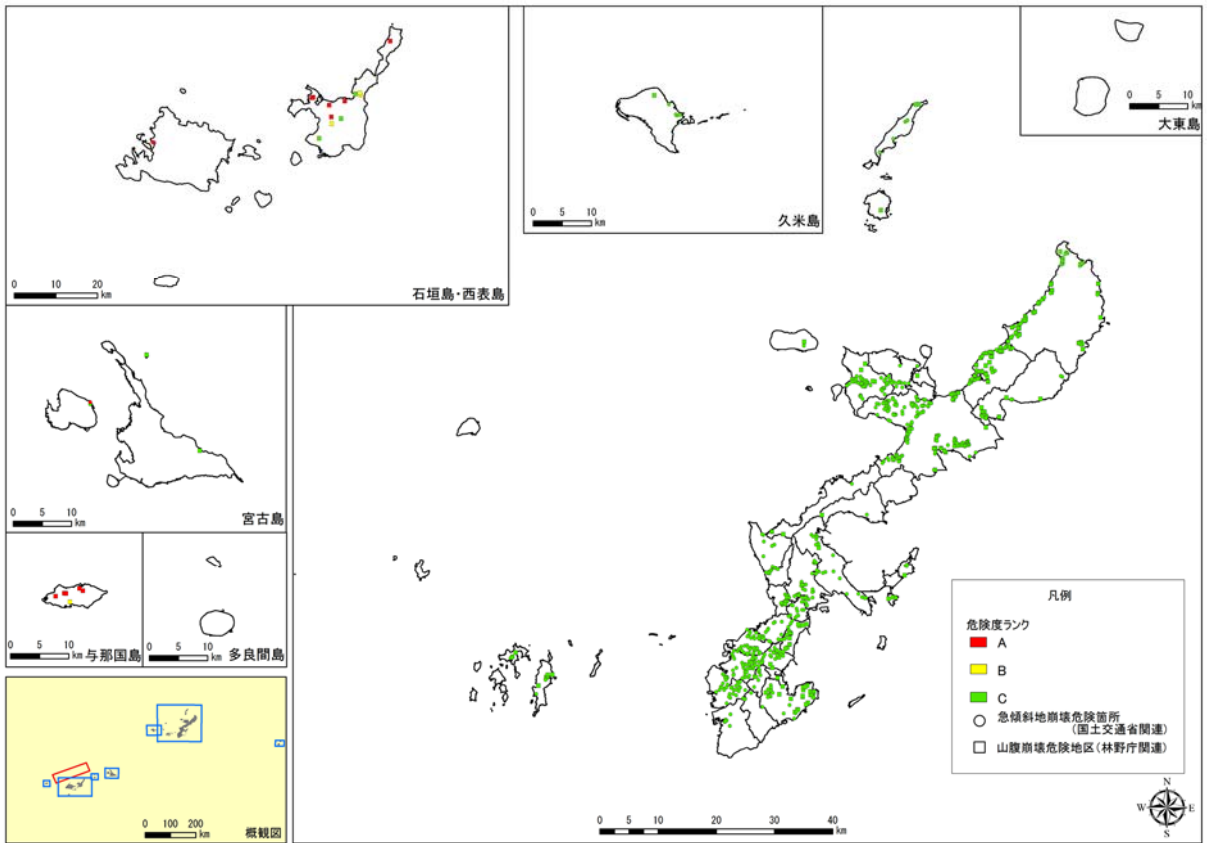 0 10 20
km
石垣島・西表島
0 5 10
km
久米島
0 5 10
km
大東島
0 5 10
km
宮古島
0 5 10
km
与那国島
0 5 10
km
多良間島
0 100 200
km
概観図
凡例
危険度ランク
A
B
C
急傾斜地崩壊危険箇所
(国土交通省関連)
山腹崩壊危険地区(林野庁関連)
N
W E
S
0 5 10 20 30 40
km